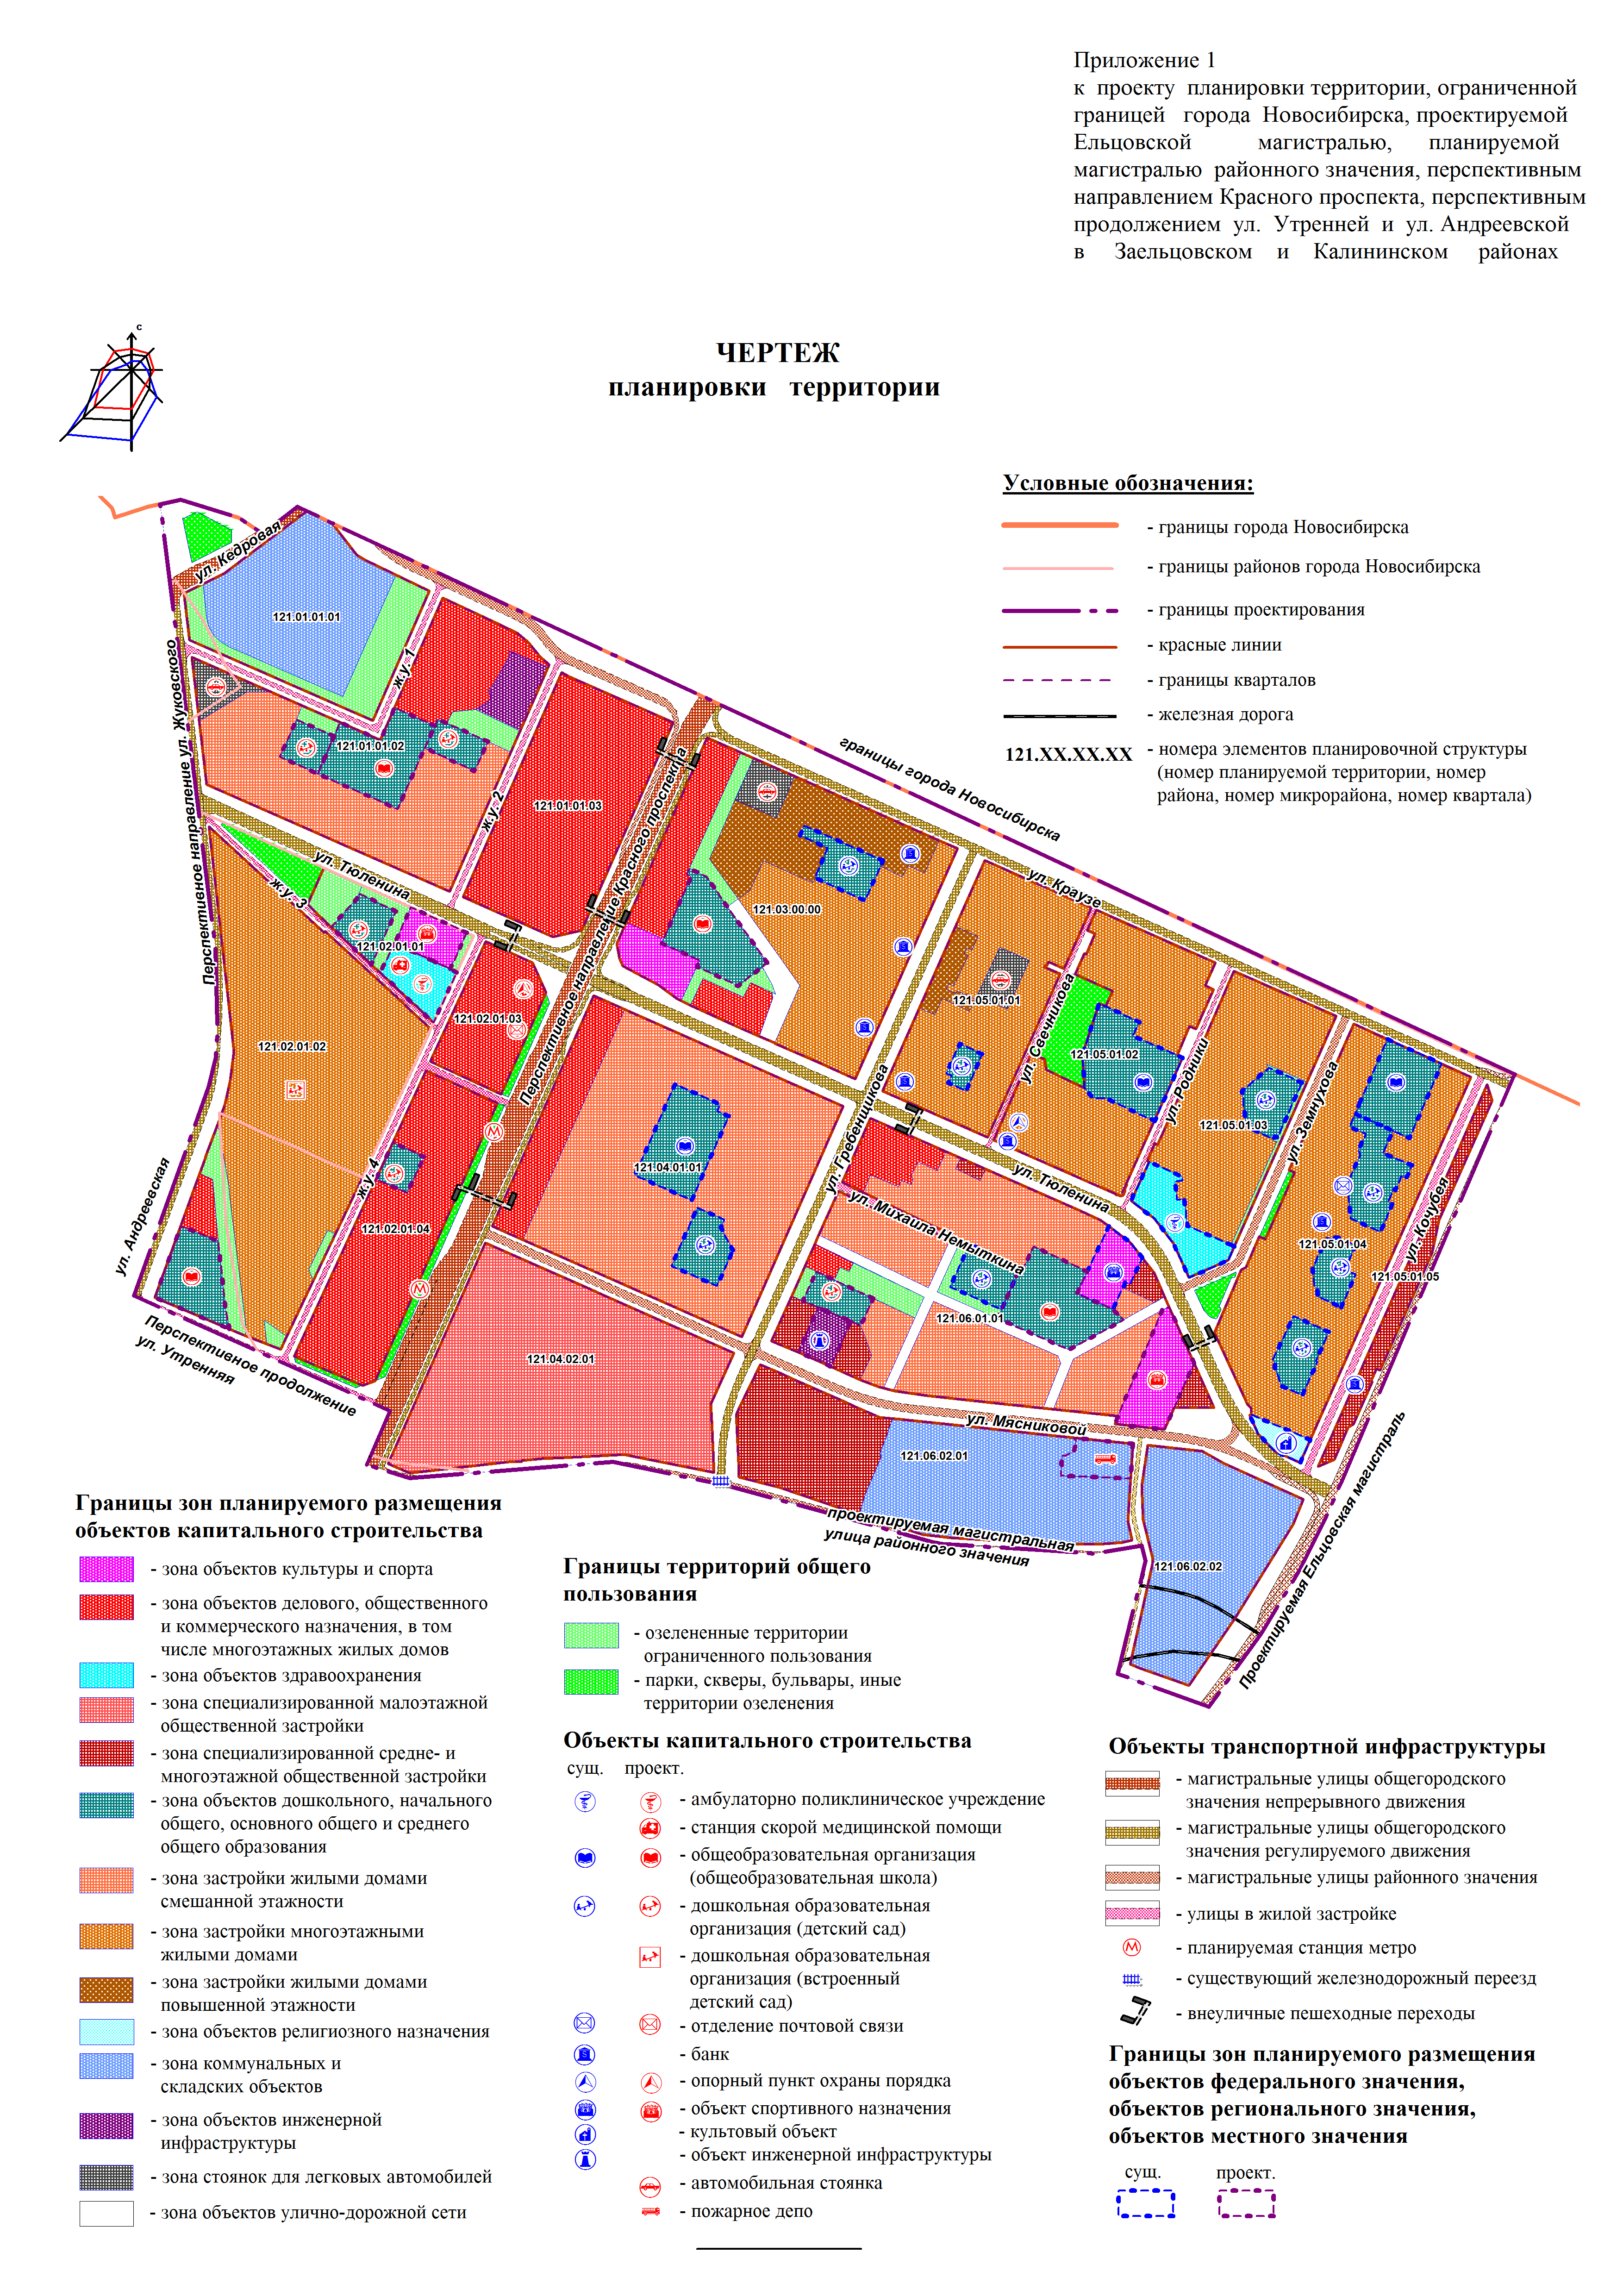 Приложение 1
к проекту планировки территории, ограниченной
границей города Новосибирска, проектируемой
Ельцовской магистралью, планируемой
магистралью районного значения, перспективным
направлением Красного проспекта, перспективным
продолжением ул. Утренней и ул. Андреевской
в Заельцовском и Калининском районах
с
ЧЕРТЕЖ
планировки территории
Условные обозначения:
- границы города Новосибирска
- границы районов города Новосибирска
- границы проектирования
- красные линии
- границы кварталов
- железная дорога
121.XX.XX.XX
- номера элементов планировочной структуры
(номер планируемой территории, номер
района, номер микрорайона, номер квартала)
ул. Кедровая
121.01.01.01
Перспективное направление ул. Жуковского
ж.у. 1
121.01.01.02
ж.у. 2
121.01.01.03
ул. Тюленина
ж.у. 3
121.02.01.01
121.02.01.02
121.02.01.03
Перспективное направление Красного проспекта
границы города Новосибирска
121.03.00.00
ул. Краузе
121.05.01.01
ул. Свечникова
121.05.01.02
ул. Родники
121.05.01.03
ул. Земнухова
121.05.01.04
ул. Кочубея
121.05.01.05
ул. Гребенщикова
121.04.01.01
ул. Тюленина
ул. Михаила Немыткина
121.06.01.01
ж.у. 4
121.02.01.04
ул. Андреевская
Перспективное продолжение
ул. Утренняя
121.04.02.01
ул. Мясниковой
121.06.02.01
проектируемая магистральная
улица районного значения
121.06.02.02
Проектируемая Ельцовская магистраль
Границы зон планируемого размещения
объектов капитального строительства
- зона объектов культуры и спорта
- зона объектов делового, общественного
и коммерческого назначения, в том
числе многоэтажных жилых домов
- зона объектов здравоохранения
- зона специализированной малоэтажной
общественной застройки
- зона специализированной средне- и
многоэтажной общественной застройки
- зона объектов дошкольного, начального
общего, основного общего и среднего
общего образования
- зона застройки жилыми домами
смешанной этажности
- зона застройки многоэтажными
жилыми домами
- зона застройки жилыми домами
повышенной этажности
- зона объектов религиозного назначения
- зона коммунальных и
складских объектов
- зона объектов инженерной
инфраструктуры
- зона стоянок для легковых автомобилей
- зона объектов улично-дорожной сети
Границы территорий общего
пользования
- озелененные территории
ограниченного пользования
- парки, скверы, бульвары, иные
территории озеленения
Объекты капитального строительства
сущ. проект.
- амбулаторно поликлиническое учреждение
- станция скорой медицинской помощи
- общеобразовательная организация
(общеобразовательная школа)
- дошкольная образовательная
организация (детский сад)
- дошкольная образовательная
организация (встроенный
детский сад)
- отделение почтовой связи
- банк
- опорный пункт охраны порядка
- объект спортивного назначения
- культовый объект
- объект инженерной инфраструктуры
- автомобильная стоянка
- пожарное депо
Объекты транспортной инфраструктуры
- магистральные улицы общегородского
значения непрерывного движения
- магистральные улицы общегородского
значения регулируемого движения
- магистральные улицы районного значения
- улицы в жилой застройке
- планируемая станция метро
- существующий железнодорожный переезд
- внеуличные пешеходные переходы
Границы зон планируемого размещения
объектов федерального значения,
объектов регионального значения,
объектов местного значения
сущ. проект.